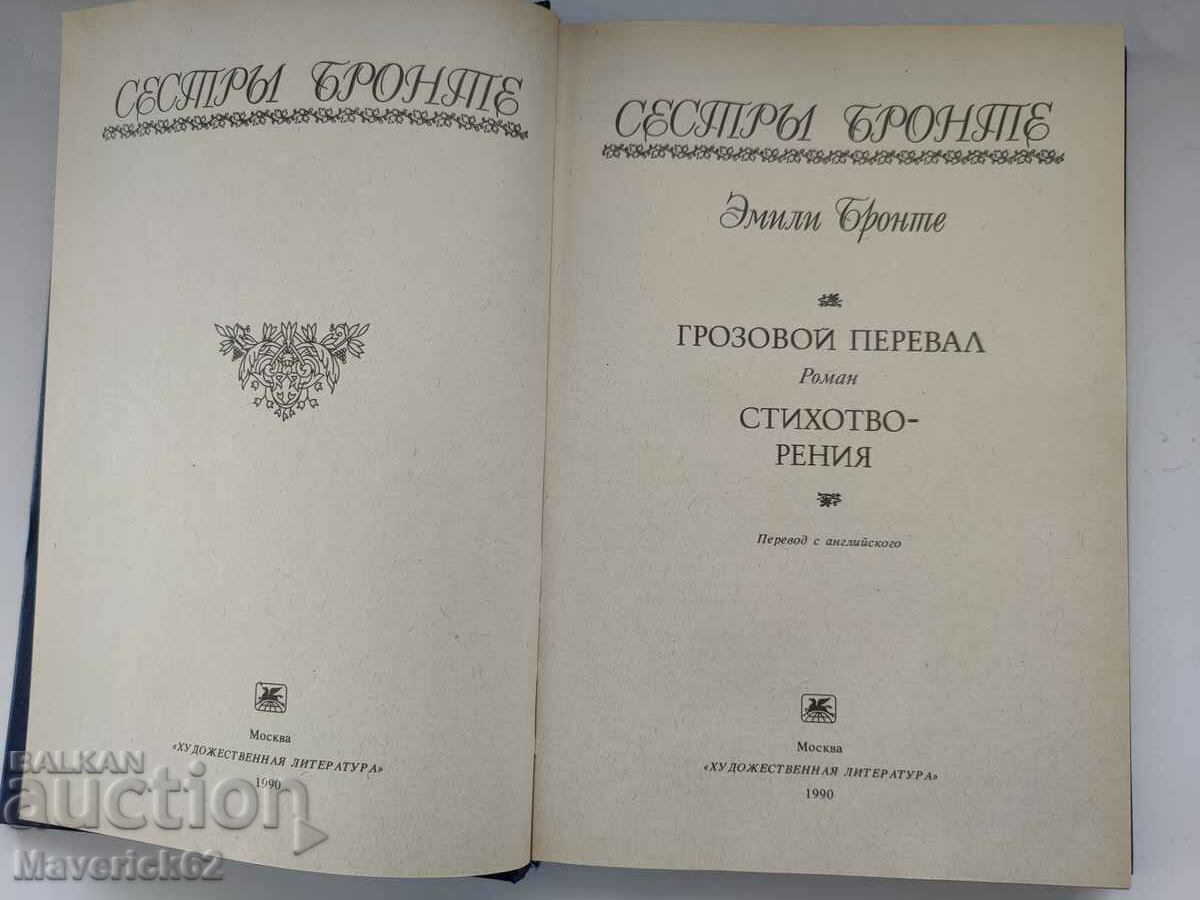 СЕСТРЫ БРОНТЕ
Москва
«ХУДОЖЕСТВЕННАЯ ЛИТЕРАТУРА»
1990
СЕСТРЫ БРОНТЕ
Эмили Бронте
ГРОЗОВОЙ ПЕРЕВАЛ
Роман
СТИХОТВО-
РЕНИЯ
Перевод с английского
Москва
«ХУДОЖЕСТВЕННАЯ ЛИТЕРАТУРА»
1990
BALKAN
auction
Maverick62